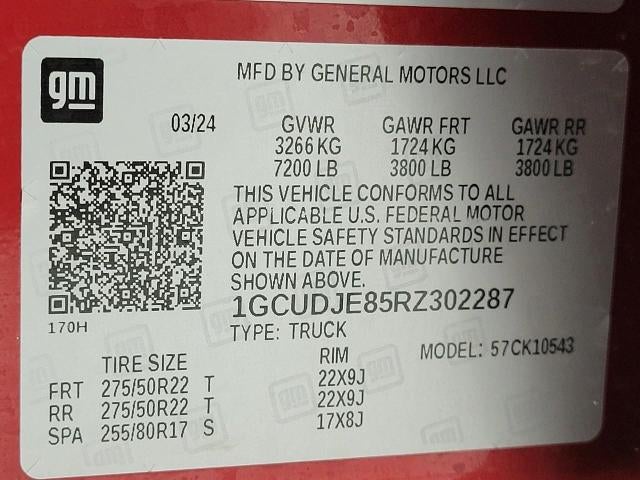 gm
MFD BY GENERAL MOTORS LLC
03/24 GVWR GAWR FRT GAWR RR
3266 KG 1724 KG 1724 KG
7200 LB 3800 LB 3800 LB
THIS VEHICLE CONFORMS TO ALL
APPLICABLE U.S. FEDERAL MOTOR
VEHICLE SAFETY STANDARDS IN EFFECT
ON THE DATE OF MANUFACTURE
SHOWN ABOVE.
1GCUDJE85RZ302287
170H
TYPE: TRUCK
TIRE SIZE RIM MODEL: 57CK10543
FRT 275/50R22 T 22X9J
RR 275/50R22 T 22X9J
SPA 255/80R17 S 17X8J